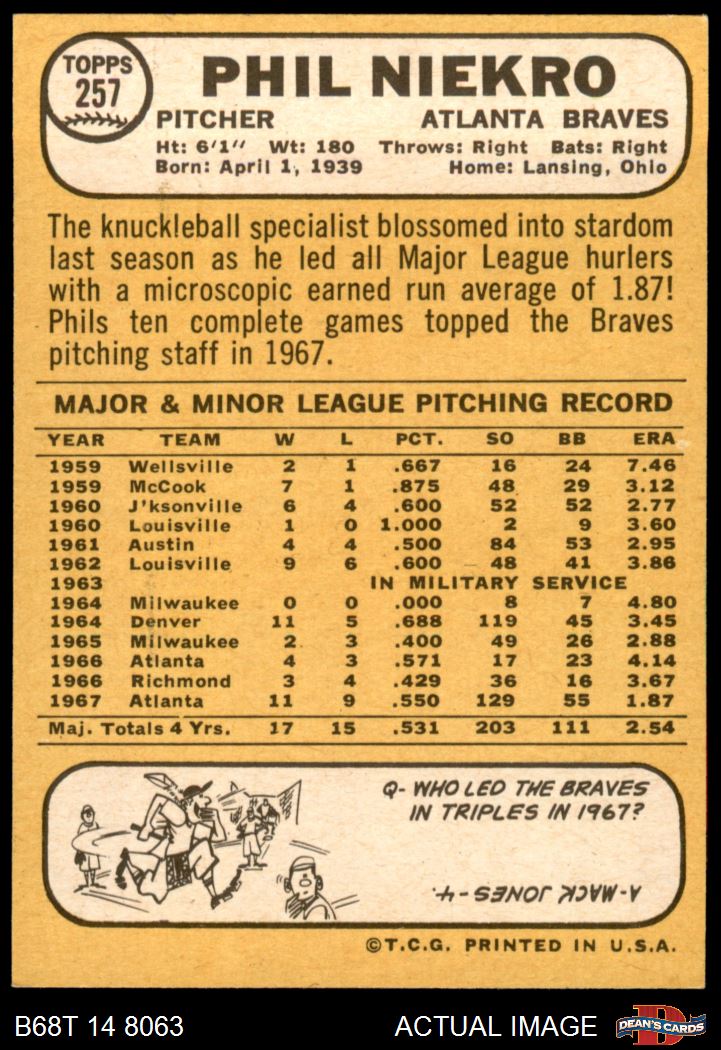 TOPPS
257
PHIL NIEKRO
PITCHER ATLANTA BRAVES
Ht: 6'1" Wt: 180 Throws: Right Bats: Right
Born: April 1, 1939 Home: Lansing, Ohio
The knuckleball specialist blossomed into stardom
last season as he led all Major League hurlers
with a microscopic earned run average of 1.87!
Phils ten complete games topped the Braves
pitching staff in 1967.
MAJOR & MINOR LEAGUE PITCHING RECORD
YEAR TEAM W L PCT. SO BB ERA
1959 Wellsville 2 1 .667 16 24 7.46
1959 McCook 7 1 .875 48 29 3.12
1960 J'ksonville 6 4 .600 52 52 2.77
1960 Louisville 1 0 1.000 2 9 3.60
1961 Austin 4 4 .500 84 53 2.95
1962 Louisville 9 6 .600 48 41 3.86
1963 IN MILITARY SERVICE
1964 Milwaukee 0 0 .000 8 7 4.80
1964 Denver 11 5 .688 119 45 3.45
1965 Milwaukee 2 3 .400 49 26 2.88
1966 Atlanta 4 3 .571 17 23 4.14
1966 Richmond 3 4 .429 36 16 3.67
1967 Atlanta 11 9 .550 129 55 1.87
Maj. Totals 4 Yrs. 17 15 .531 203 111 2.54
Q- WHO LED THE BRAVES
IN TRIPLES IN 1967?
A- MACK JONES - 4.
©T.C.G. PRINTED IN U.S.A.
B68T 14 8063 ACTUAL IMAGE DEAN'S CARDS